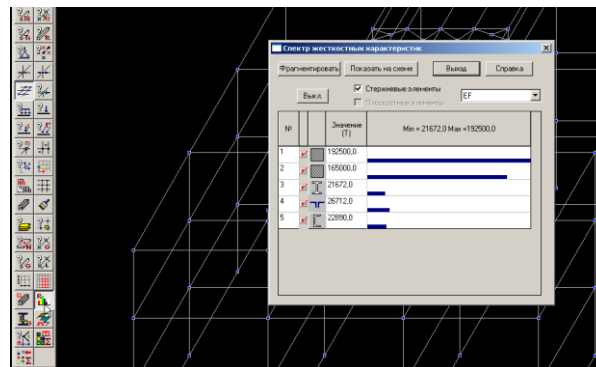 Спектр жесткостных характеристик
Фрагментировать Показать на схеме Выход Справка
Выкл. Стержневые элементы
Плоскостные элементы EF
№ Значение (Т) Min = 21672,0 Max =192500,0
1 192500,0
2 165000,0
3 21672,0
4 26712,0
5 22890,0